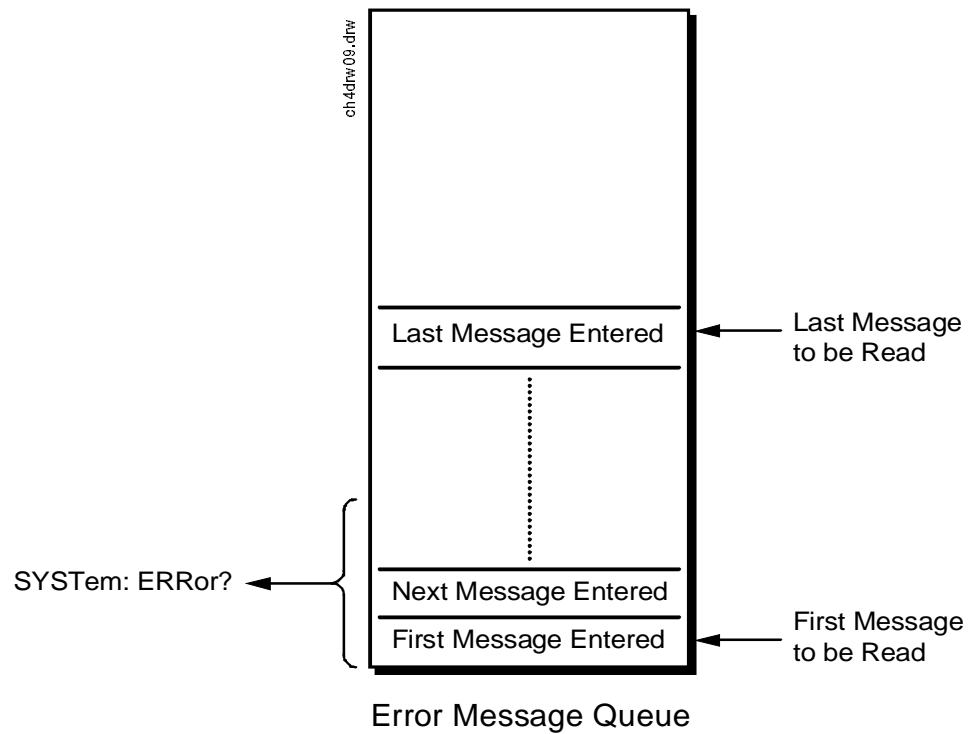 ch4drw09.drw
Last Message Entered
Last Message
to be Read
SYSTem: ERRor?
Next Message Entered
First Message Entered
First Message
to be Read
Error Message Queue